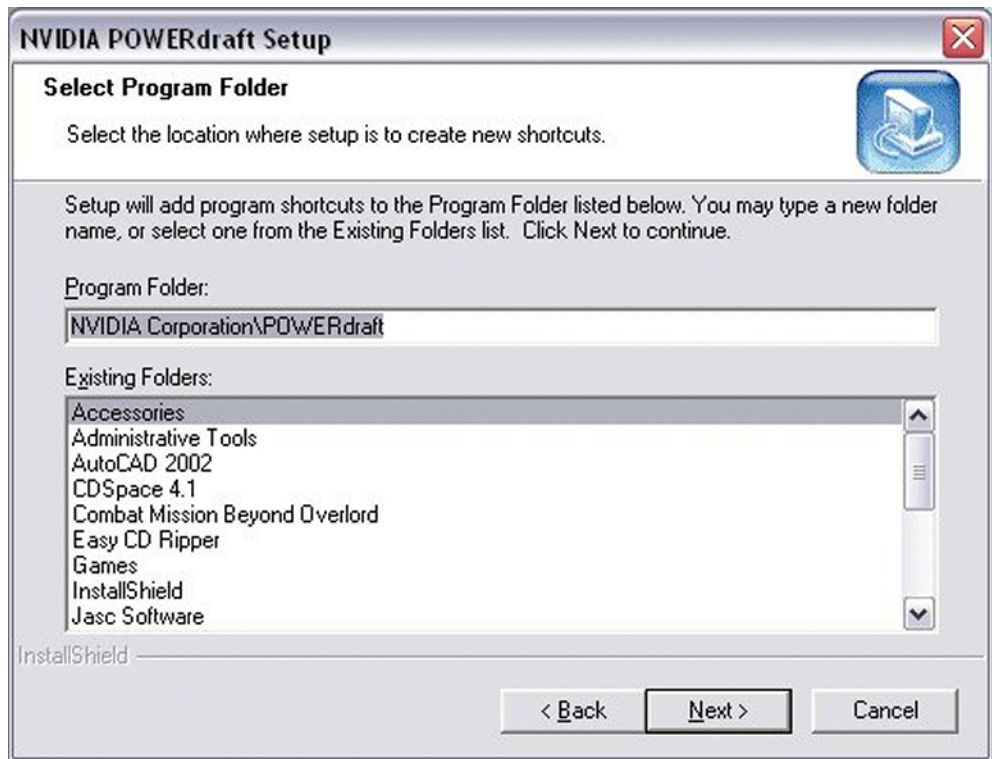 NVIDIA POWERdraft Setup
Select Program Folder
Select the location where setup is to create new shortcuts.
Setup will add program shortcuts to the Program Folder listed below. You may type a new folder
name, or select one from the Existing Folders list.  Click Next to continue.
Program Folder:
NVIDIA Corporation\POWERdraft
Existing Folders:
Accessories
Administrative Tools
AutoCAD 2002
CDSpace 4.1
Combat Mission Beyond Overlord
Easy CD Ripper
Games
InstallShield
Jasc Software
InstallShield
< Back Next > Cancel